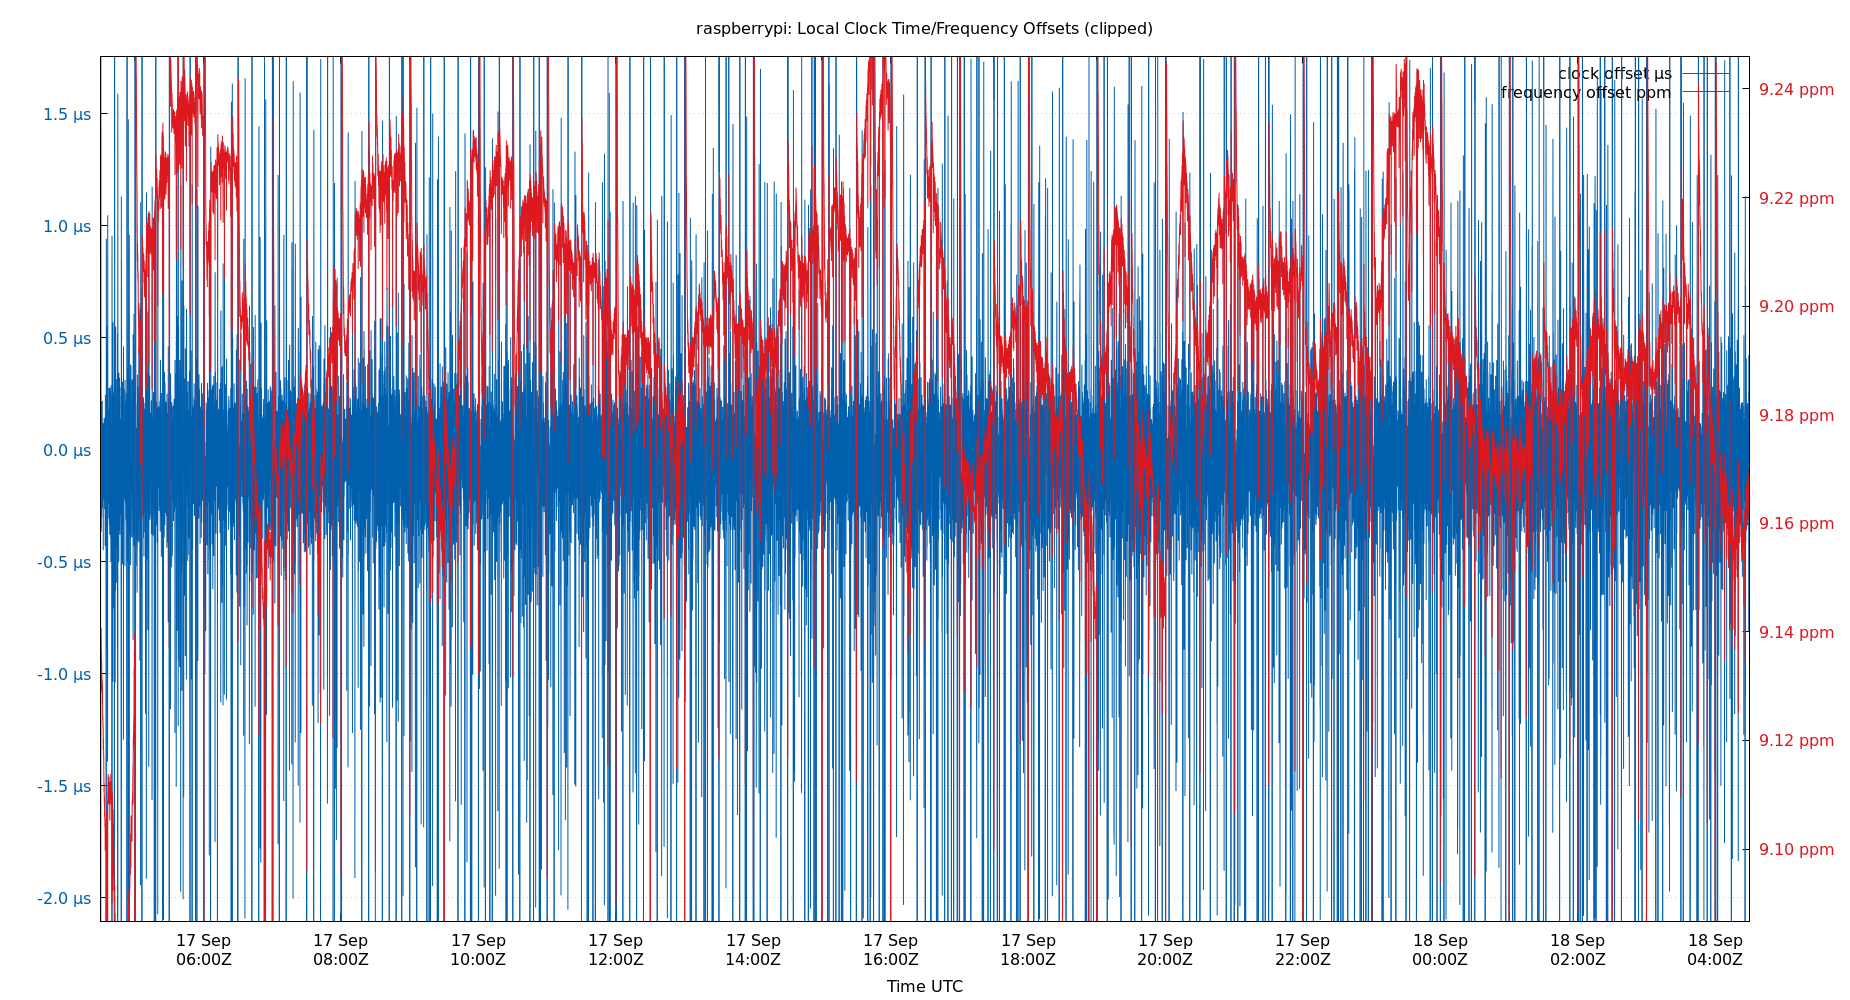 raspberrypi: Local Clock Time/Frequency Offsets (clipped)
clock offset µs
frequency offset ppm
1.5 µs
1.0 µs
0.5 µs
0.0 µs
-0.5 µs
-1.0 µs
-1.5 µs
-2.0 µs
9.24 ppm
9.22 ppm
9.20 ppm
9.18 ppm
9.16 ppm
9.14 ppm
9.12 ppm
9.10 ppm
17 Sep 17 Sep 17 Sep 17 Sep 17 Sep 17 Sep 17 Sep 17 Sep 17 Sep 18 Sep 18 Sep 18 Sep
06:00Z 08:00Z 10:00Z 12:00Z 14:00Z 16:00Z 18:00Z 20:00Z 22:00Z 00:00Z 02:00Z 04:00Z
Time UTC